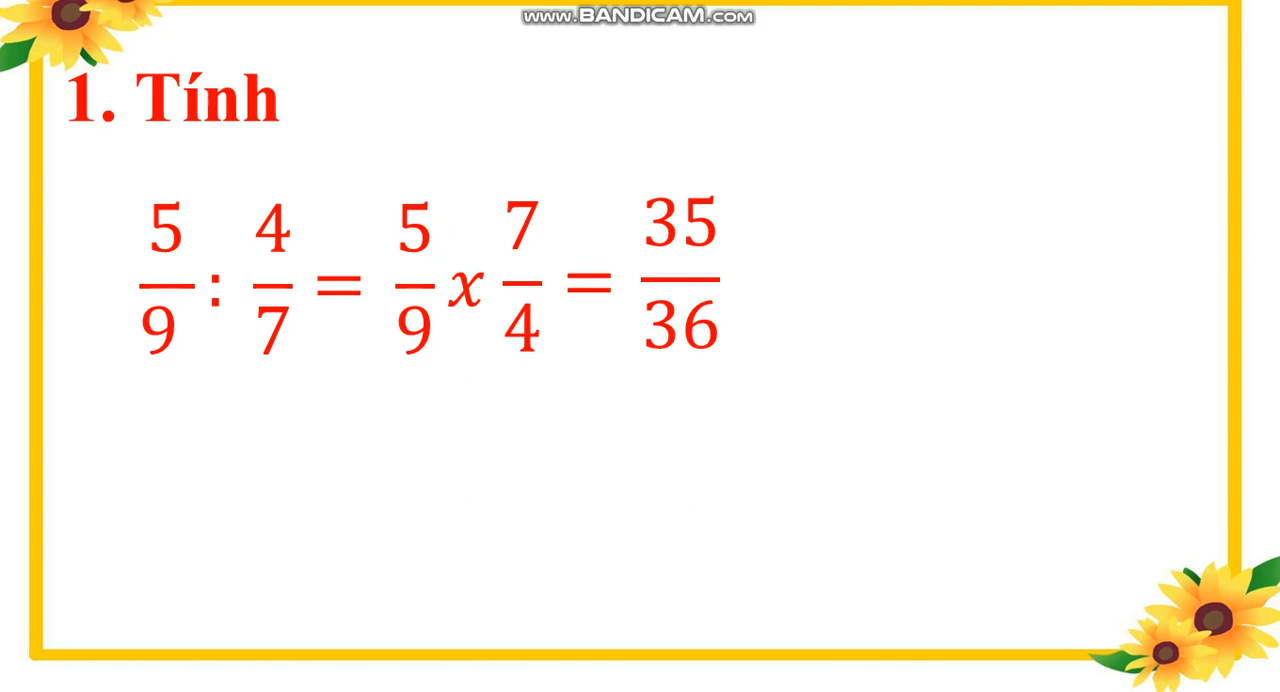 www.BANDICAM.com
1. Tính
5/9 : 4/7 = 5/9 x 7/4 = 35/36